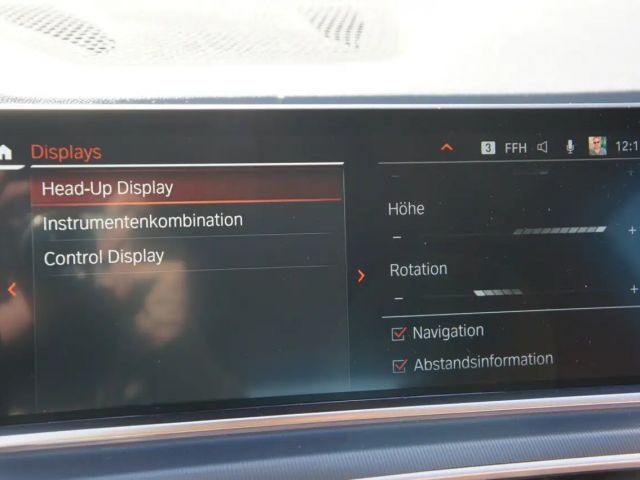 Displays
3 FFH 12:1
Head-Up Display
Instrumentenkombination
Control Display
Höhe
− +
Rotation
− +
Navigation
Abstandsinformation